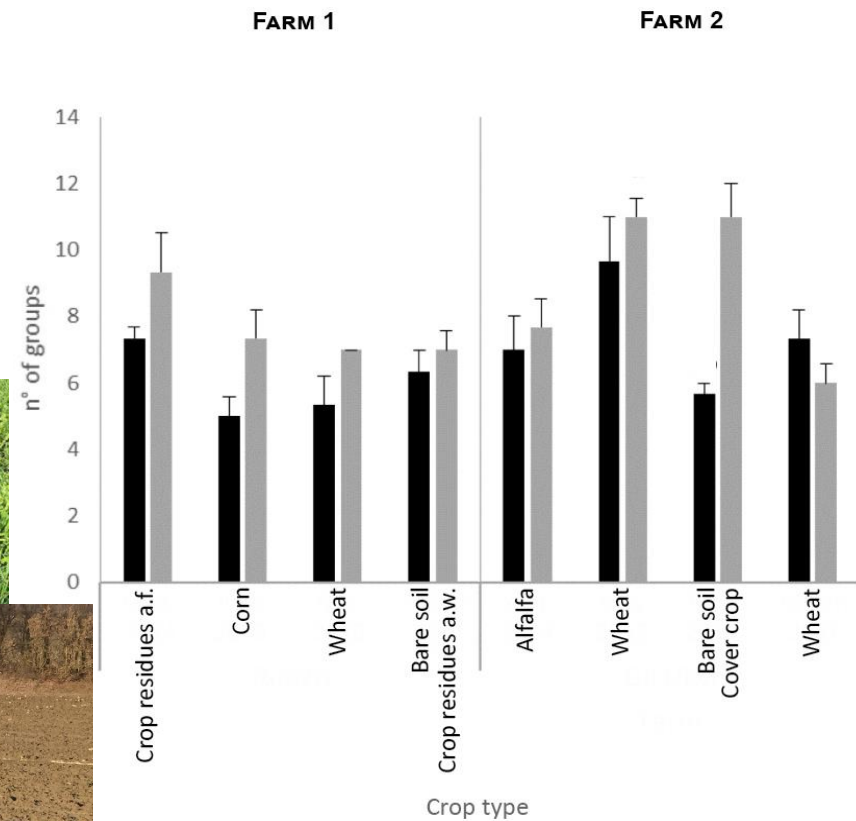 FARM 1
FARM 2
n° of groups
14
12
10
8
6
4
2
0
Crop residues a.f.
Corn
Wheat
Bare soil
Crop residues a.w.
Alfalfa
Wheat
Bare soil
Cover crop
Wheat
Crop type